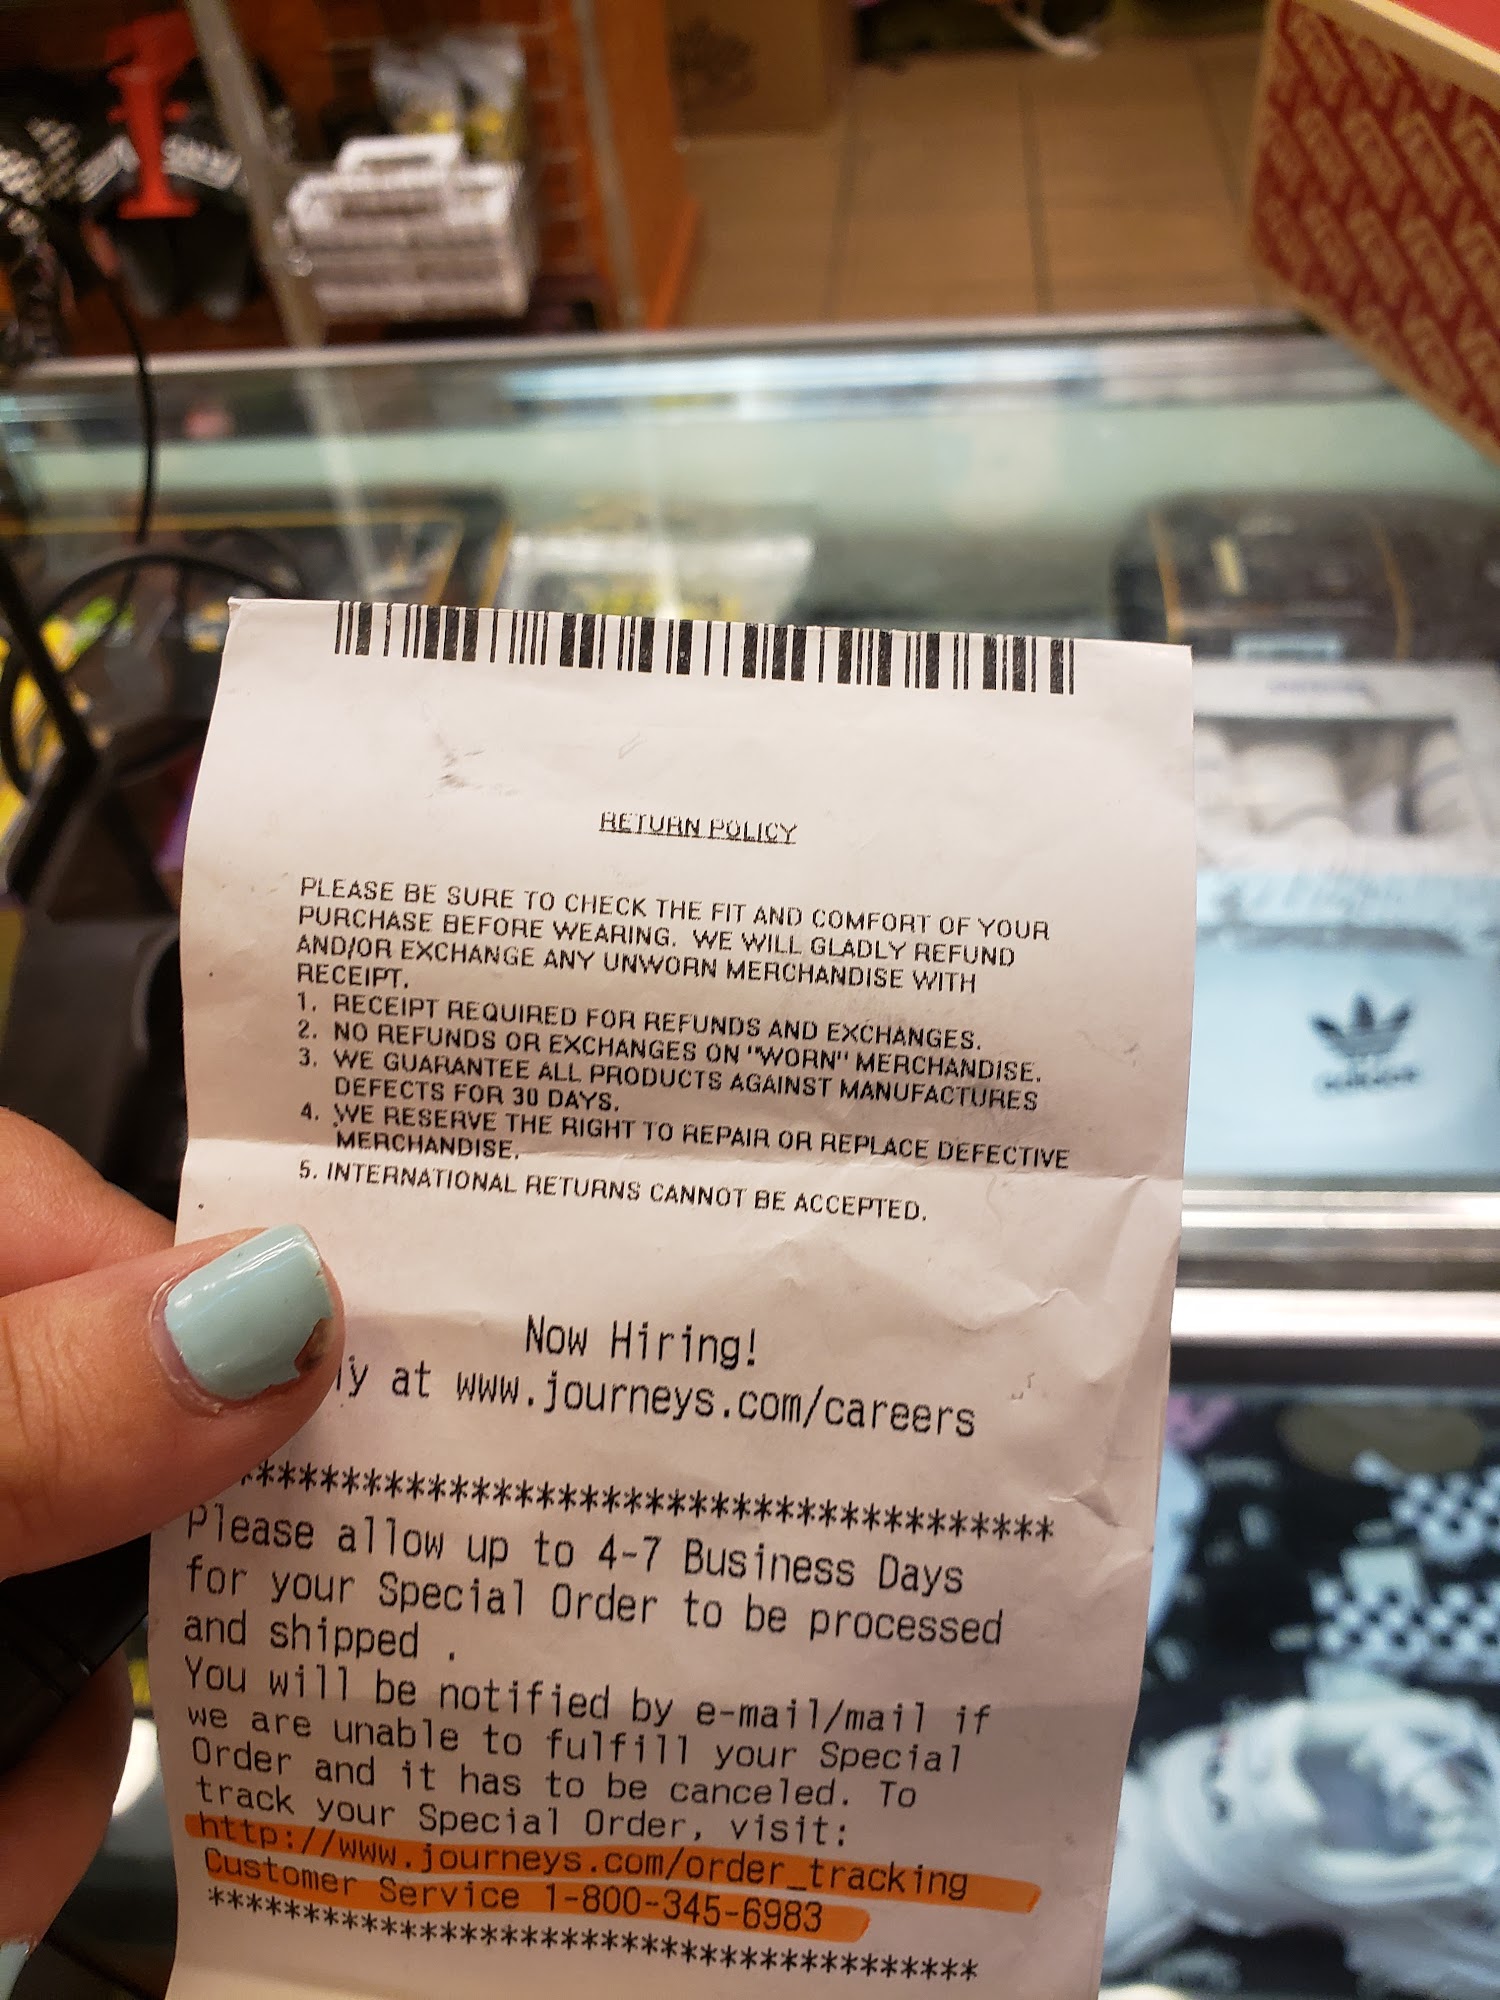 RETURN POLICY
PLEASE BE SURE TO CHECK THE FIT AND COMFORT OF YOUR
PURCHASE BEFORE WEARING. WE WILL GLADLY REFUND
AND/OR EXCHANGE ANY UNWORN MERCHANDISE WITH
RECEIPT.
1. RECEIPT REQUIRED FOR REFUNDS AND EXCHANGES.
2. NO REFUNDS OR EXCHANGES ON "WORN" MERCHANDISE.
3. WE GUARANTEE ALL PRODUCTS AGAINST MANUFACTURES
DEFECTS FOR 30 DAYS.
4. WE RESERVE THE RIGHT TO REPAIR OR REPLACE DEFECTIVE
MERCHANDISE.
5. INTERNATIONAL RETURNS CANNOT BE ACCEPTED.
Now Hiring!
ly at www.journeys.com/careers
***************************************
Please allow up to 4-7 Business Days
for your Special Order to be processed
and shipped .
You will be notified by e-mail/mail if
we are unable to fulfill your Special
Order and it has to be canceled. To
track your Special Order, visit:
http://www.journeys.com/order_tracking
Customer Service 1-800-345-6983
***************************************
adidas